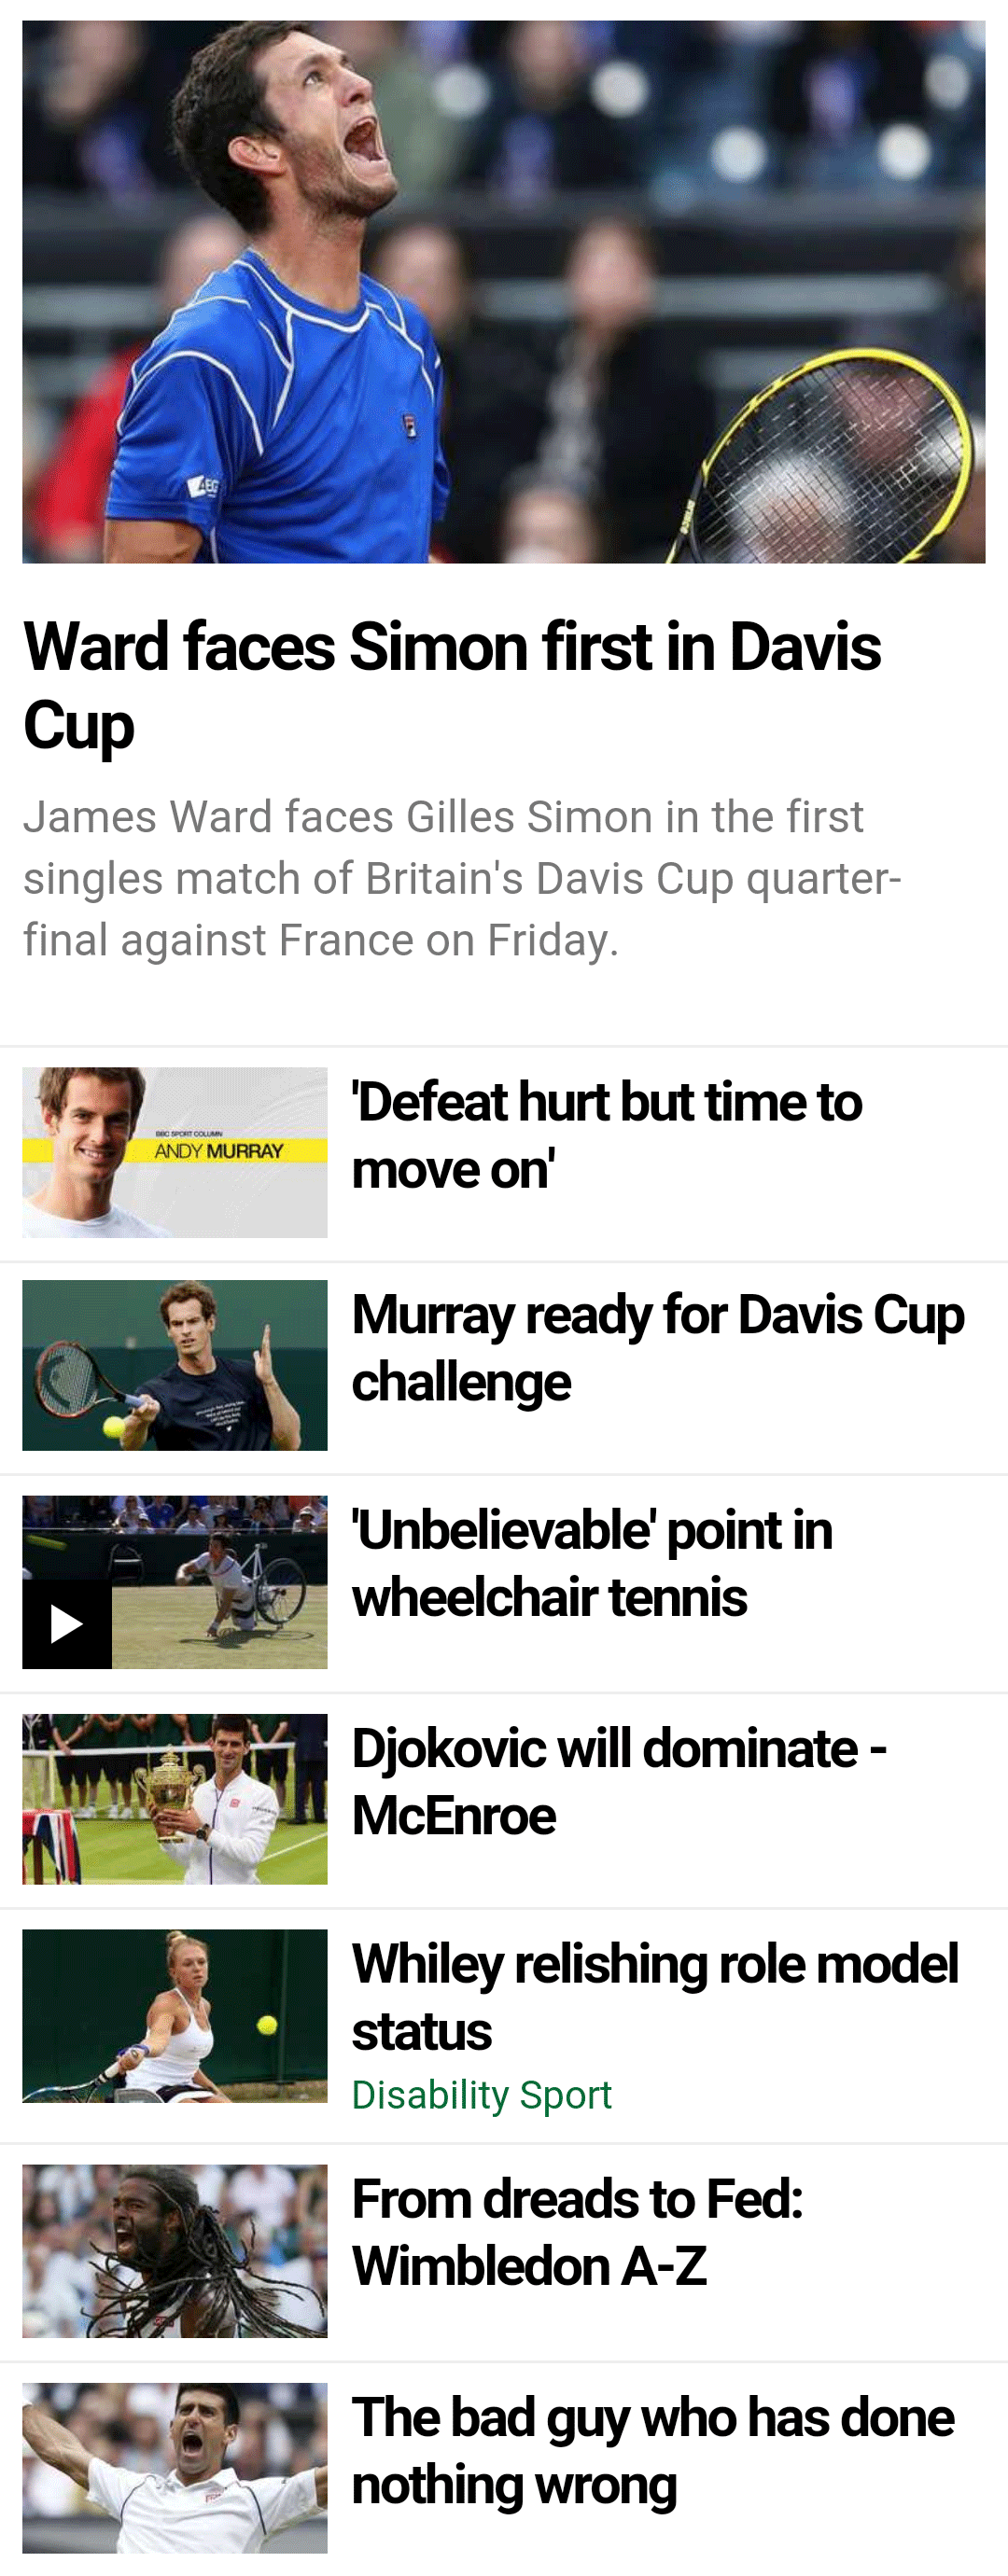 AEG
Ward faces Simon first in Davis
Cup
James Ward faces Gilles Simon in the first
singles match of Britain's Davis Cup quarter-
final against France on Friday.
BBC SPORT COLUMN
ANDY MURRAY
'Defeat hurt but time to
move on'
Murray ready for Davis Cup
challenge
'Unbelievable' point in
wheelchair tennis
Djokovic will dominate -
McEnroe
Whiley relishing role model
status
Disability Sport
From dreads to Fed:
Wimbledon A-Z
The bad guy who has done
nothing wrong